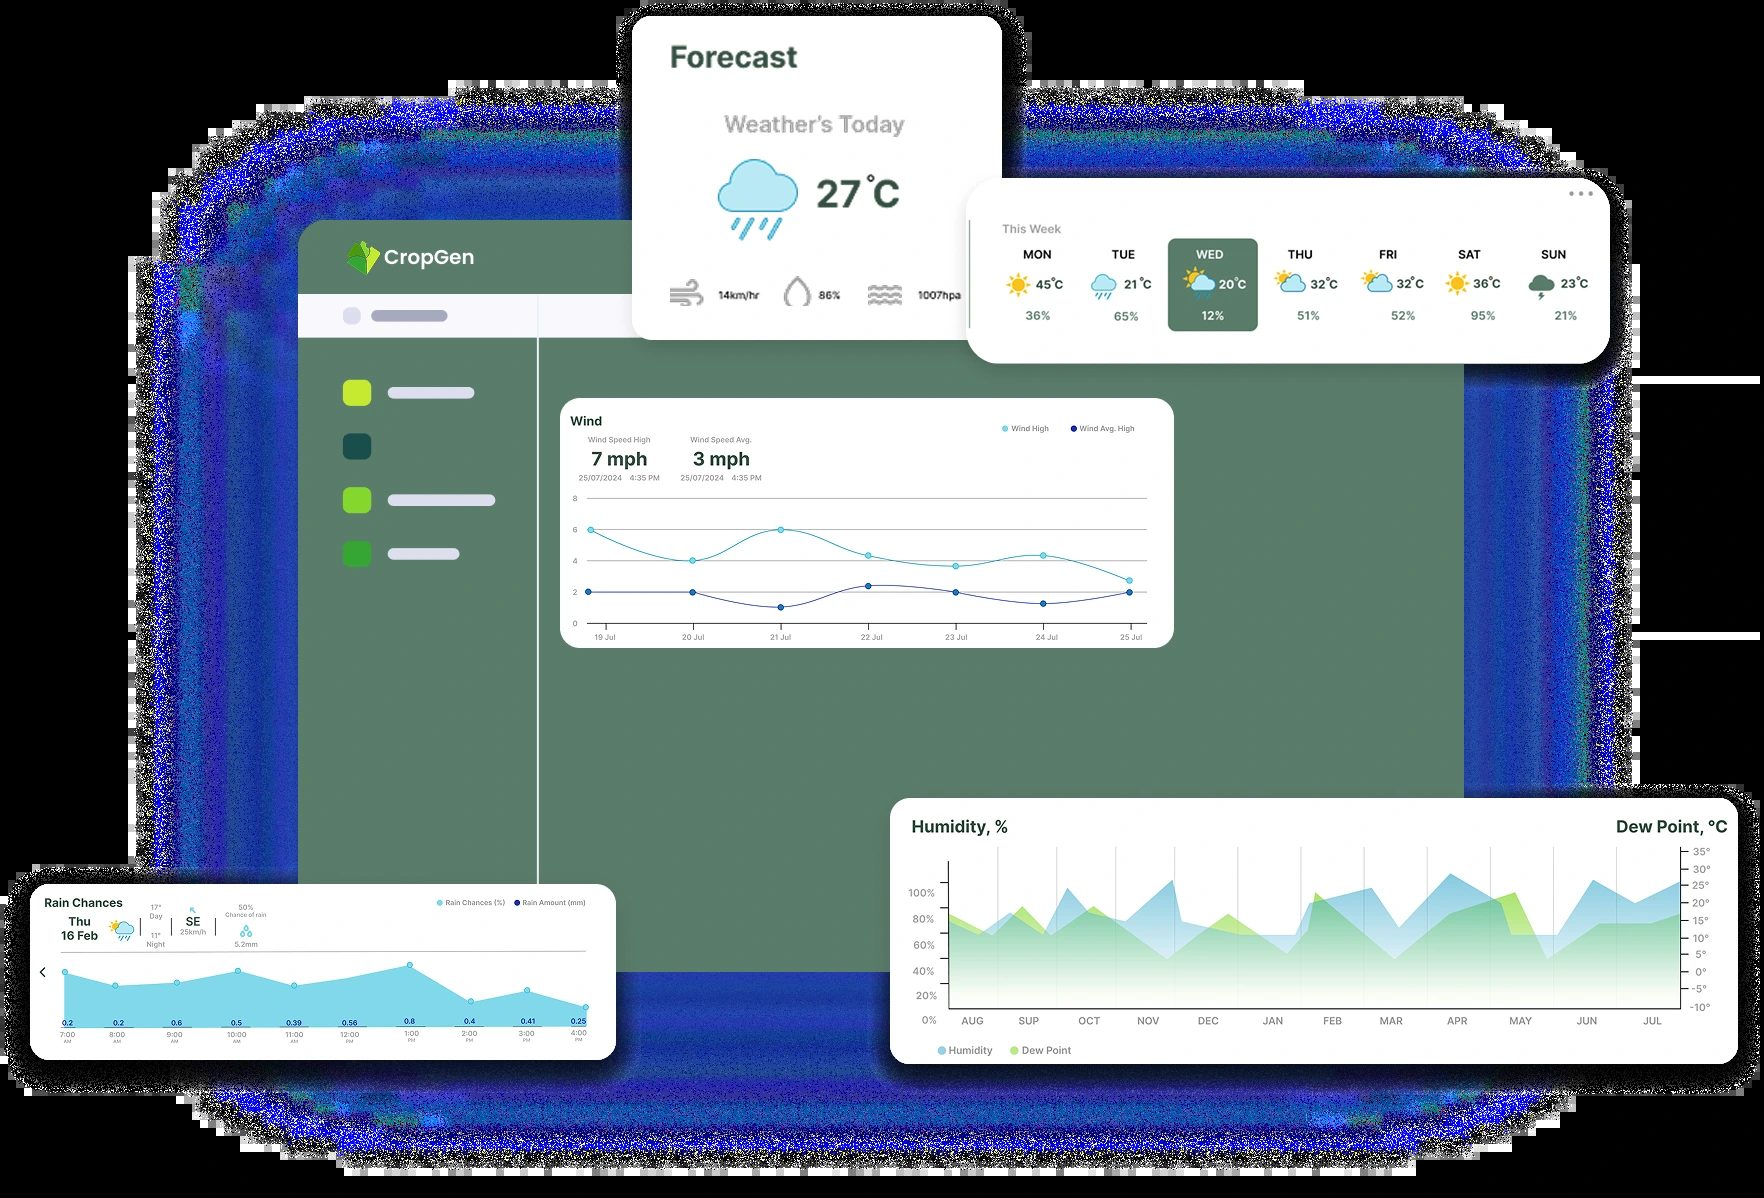 Forecast
Weather's Today
27°C
14km/hr 86% 1007hpa
This Week
MON TUE WED THU FRI SAT SUN
45°C 21°C 20°C 32°C 32°C 36°C 23°C
36% 65% 12% 51% 52% 95% 21%
CropGen
Wind
Wind High Wind Avg. High
Wind Speed High Wind Speed Avg.
7 mph 3 mph
25/07/2024 4:35 PM 25/07/2024 4:35 PM
8
6
4
2
0
19 Jul 20 Jul 21 Jul 22 Jul 23 Jul 24 Jul 25 Jul
Humidity, % Dew Point, °C
100%
80%
60%
40%
20%
0%
35°
30°
25°
20°
15°
10°
5°
0°
-5°
-10°
AUG SUP OCT NOV DEC JAN FEB MAR APR MAY JUN JUL
Humidity Dew Point
Rain Chances
Rain Chances (%) Rain Amount (mm)
Thu
16 Feb
17°
Day
11°
Night
SE
25km/h
50%
Chance of rain
5.2mm
0.2 0.2 0.6 0.5 0.39 0.56 0.8 0.4 0.41 0.25
7:00 8:00 9:00 10:00 11:00 12:00 1:00 2:00 3:00 4:00
AM AM AM AM AM PM PM PM PM PM